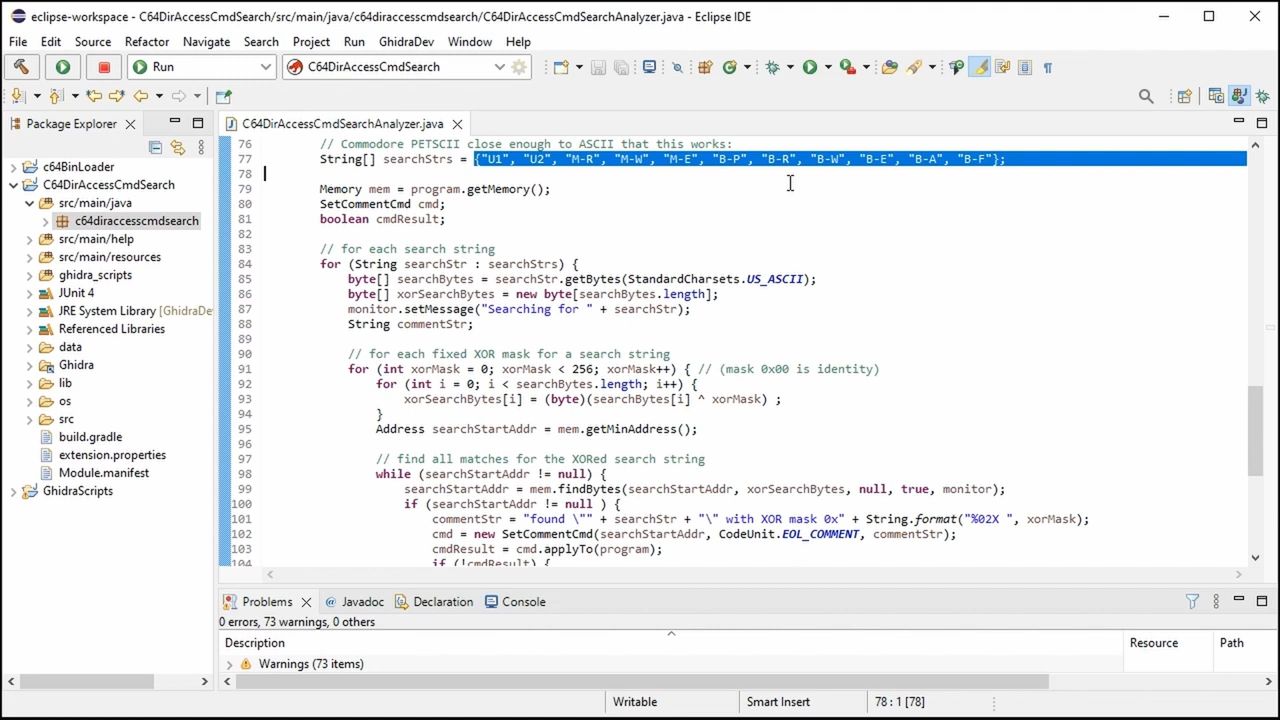 eclipse-workspace - C64DirAccessCmdSearch/src/main/java/c64diraccesscmdsearch/C64DirAccessCmdSearchAnalyzer.java - Eclipse IDE
File Edit Source Refactor Navigate Search Project Run GhidraDev Window Help
Run C64DirAccessCmdSearch
Package Explorer
c64BinLoader
C64DirAccessCmdSearch
src/main/java
c64diraccesscmdsearch
src/main/help
src/main/resources
ghidra_scripts
JUnit 4
JRE System Library [GhidraDe
Referenced Libraries
data
Ghidra
lib
os
src
build.gradle
extension.properties
Module.manifest
GhidraScripts
C64DirAccessCmdSearchAnalyzer.java
76 // Commodore PETSCII close enough to ASCII that this works:
77 String[] searchStrs = {"U1", "U2", "M-R", "M-W", "M-E", "B-P", "B-R", "B-W", "B-E", "B-A", "B-F"};
78
79 Memory mem = program.getMemory();
80 SetCommentCmd cmd;
81 boolean cmdResult;
82
83 // for each search string
84 for (String searchStr : searchStrs) {
85 byte[] searchBytes = searchStr.getBytes(StandardCharsets.US_ASCII);
86 byte[] xorSearchBytes = new byte[searchBytes.length];
87 monitor.setMessage("Searching for " + searchStr);
88 String commentStr;
89
90 // for each fixed XOR mask for a search string
91 for (int xorMask = 0; xorMask < 256; xorMask++) { // (mask 0x00 is identity)
92 for (int i = 0; i < searchBytes.length; i++) {
93 xorSearchBytes[i] = (byte)(searchBytes[i] ^ xorMask) ;
94 }
95 Address searchStartAddr = mem.getMinAddress();
96
97 // find all matches for the XORed search string
98 while (searchStartAddr != null) {
99 searchStartAddr = mem.findBytes(searchStartAddr, xorSearchBytes, null, true, monitor);
100 if (searchStartAddr != null ) {
101 commentStr = "found \"" + searchStr + "\" with XOR mask 0x" + String.format("%02X ", xorMask);
102 cmd = new SetCommentCmd(searchStartAddr, CodeUnit.EOL_COMMENT, commentStr);
103 cmdResult = cmd.applyTo(program);
104 if (!cmdResult) {
Problems Javadoc Declaration Console
0 errors, 73 warnings, 0 others
Description Resource Path
Warnings (73 items)
Writable Smart Insert 78 : 1 [78]